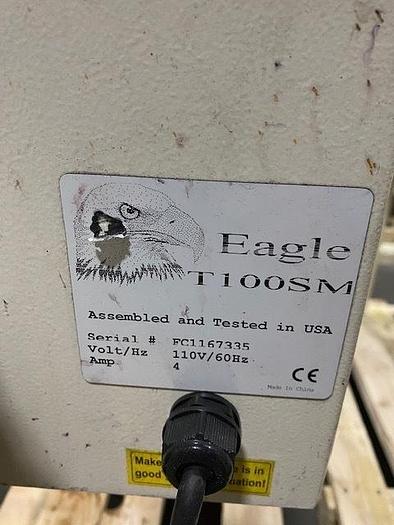 Eagle
T100SM
Assembled and Tested in USA
Serial # FC1167335
Volt/Hz 110V/60Hz
Amp 4
CE
Made In China
Make is in
good